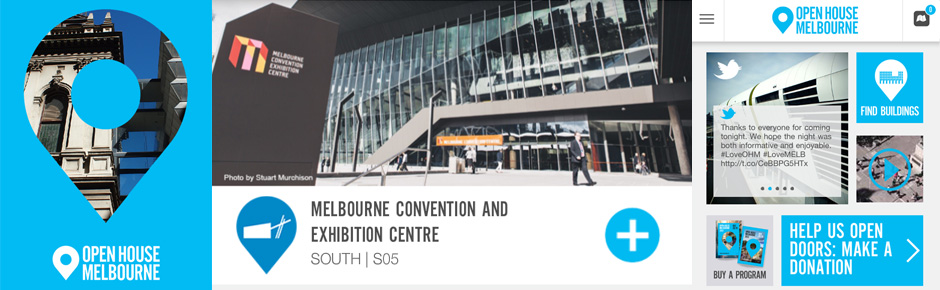 OPEN HOUSE
MELBOURNE
MELBOURNE
CONVENTION
EXHIBITION
CENTRE
Photo by Stuart Murchison
MELBOURNE CONVENTION AND
EXHIBITION CENTRE
SOUTH | S05
OPEN HOUSE
MELBOURNE
0
Thanks to everyone for coming
tonight. We hope the night was
both informative and enjoyable.
#LoveOHM #LoveMELB
http://t.co/CeBBPG5HTx
FIND BUILDINGS
BUY A PROGRAM
HELP US OPEN
DOORS: MAKE A
DONATION